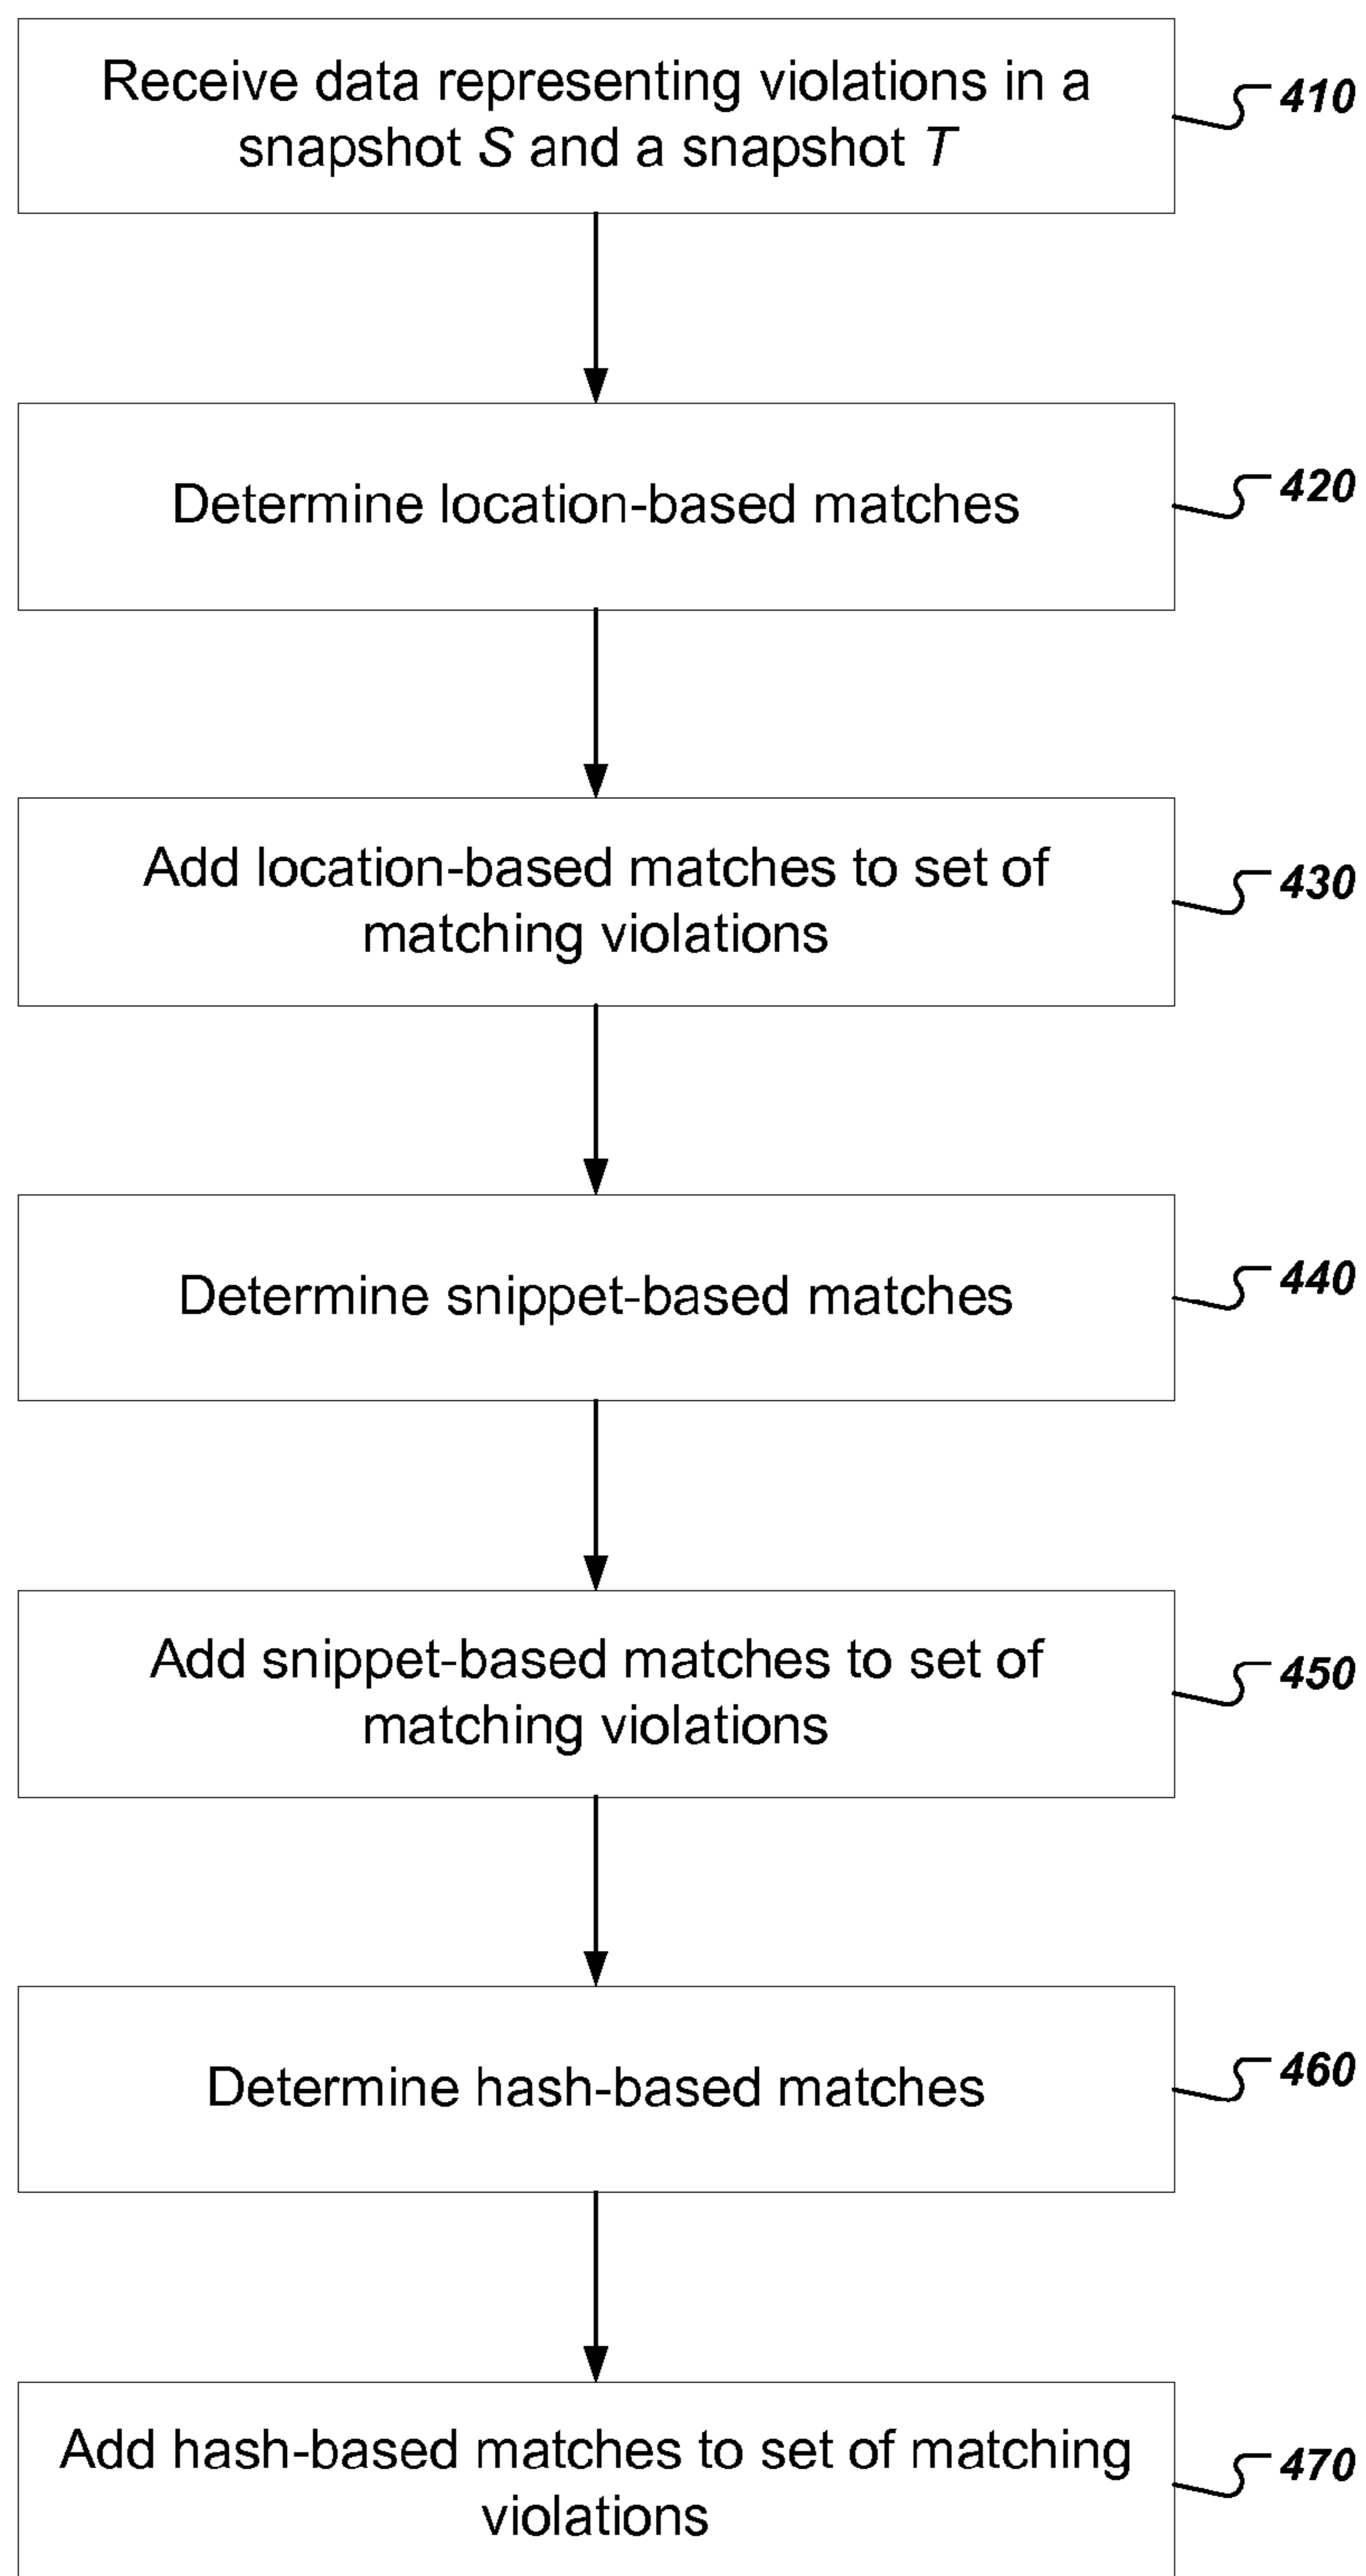 Receive data representing violations in a
snapshot S and a snapshot T
410
Determine location-based matches
420
Add location-based matches to set of
matching violations
430
Determine snippet-based matches
440
Add snippet-based matches to set of
matching violations
450
Determine hash-based matches
460
Add hash-based matches to set of matching
violations
470